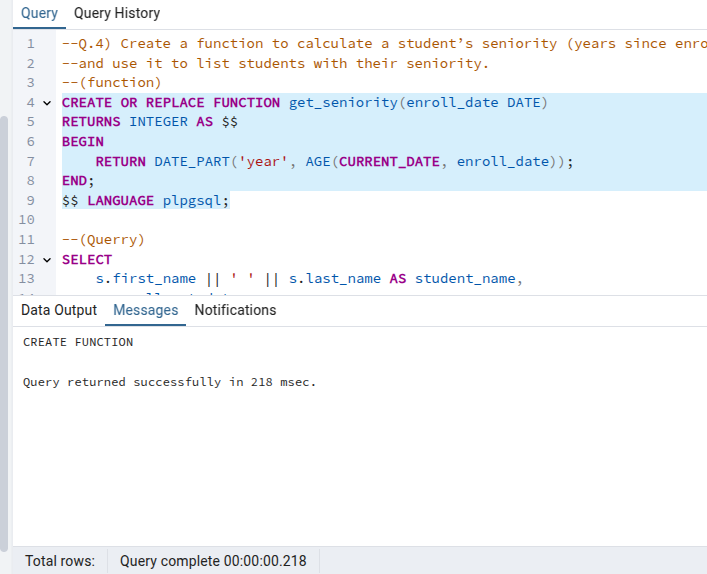 Query Query History
1 --Q.4) Create a function to calculate a student’s seniority (years since enro
2 --and use it to list students with their seniority.
3 --(function)
4 CREATE OR REPLACE FUNCTION get_seniority(enroll_date DATE)
5 RETURNS INTEGER AS $$
6 BEGIN
7 RETURN DATE_PART('year', AGE(CURRENT_DATE, enroll_date));
8 END;
9 $$ LANGUAGE plpgsql;
10
11 --(Querry)
12 SELECT
13 s.first_name || ' ' || s.last_name AS student_name,
Data Output Messages Notifications
CREATE FUNCTION
Query returned successfully in 218 msec.
Total rows: Query complete 00:00:00.218